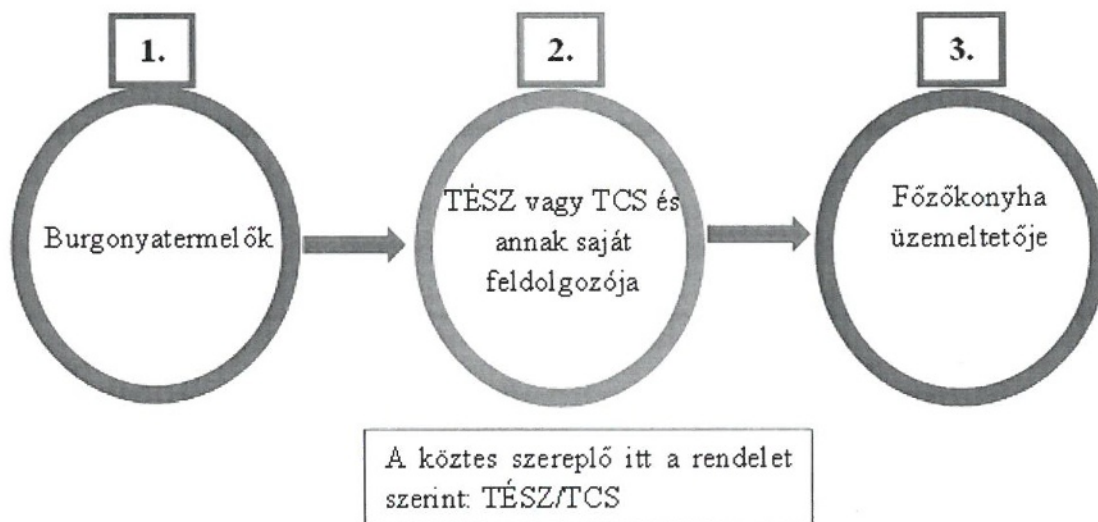 1.
Burgonyatermelők
2.
TÉSZ vagy TCS és
annak saját
feldolgozója
3.
Főzőkonyha
üzemeltetője
A köztes szereplő itt a rendelet
szerint: TÉSZ/TCS